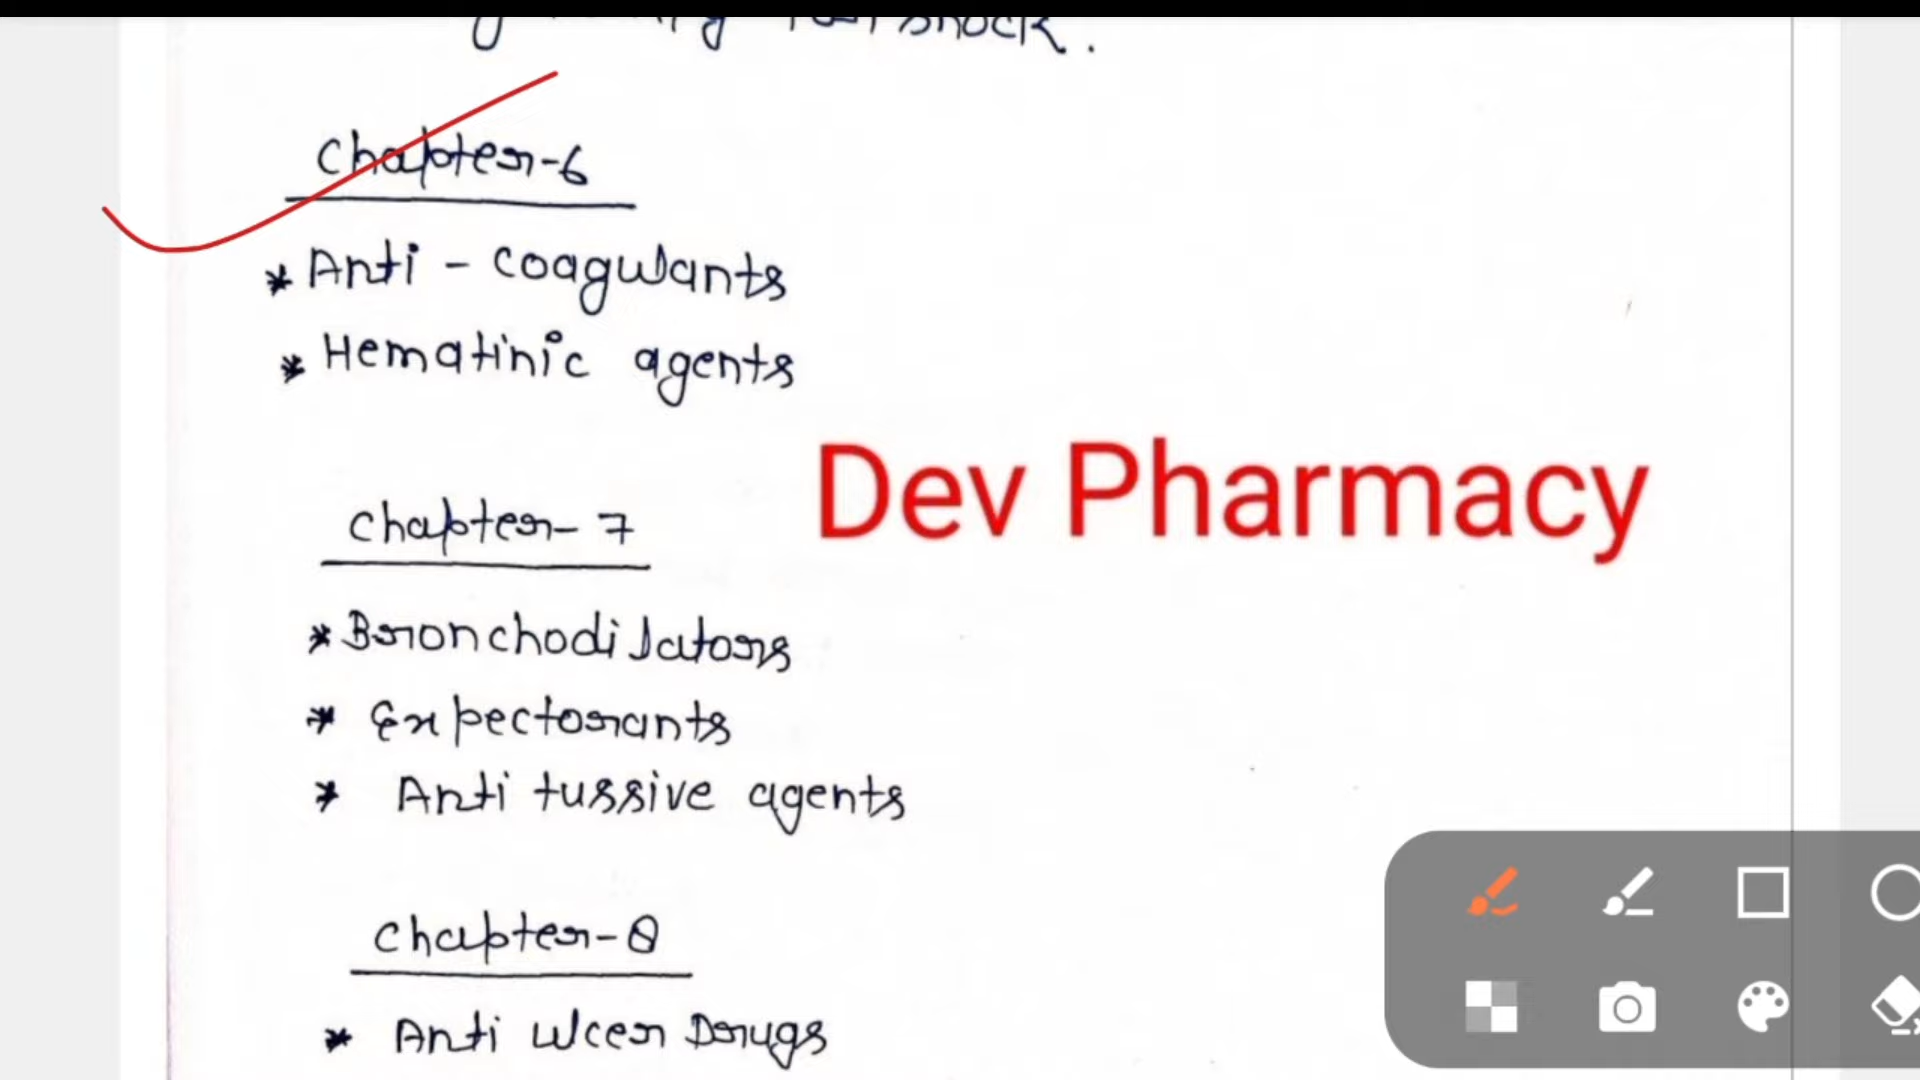 shock.
Chapter-6
* Anti - coagulants
* Hematinic agents
Dev Pharmacy
Chapter- 7
* Bronchodilators
* Expectorants
* Anti tussive agents
Chapter-8
* Anti ulcer Drugs